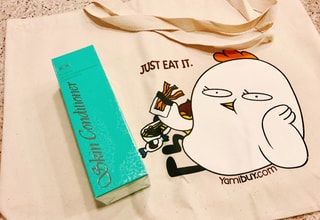 JUST EAT IT.
Skin Conditioner
Yamibuy.com